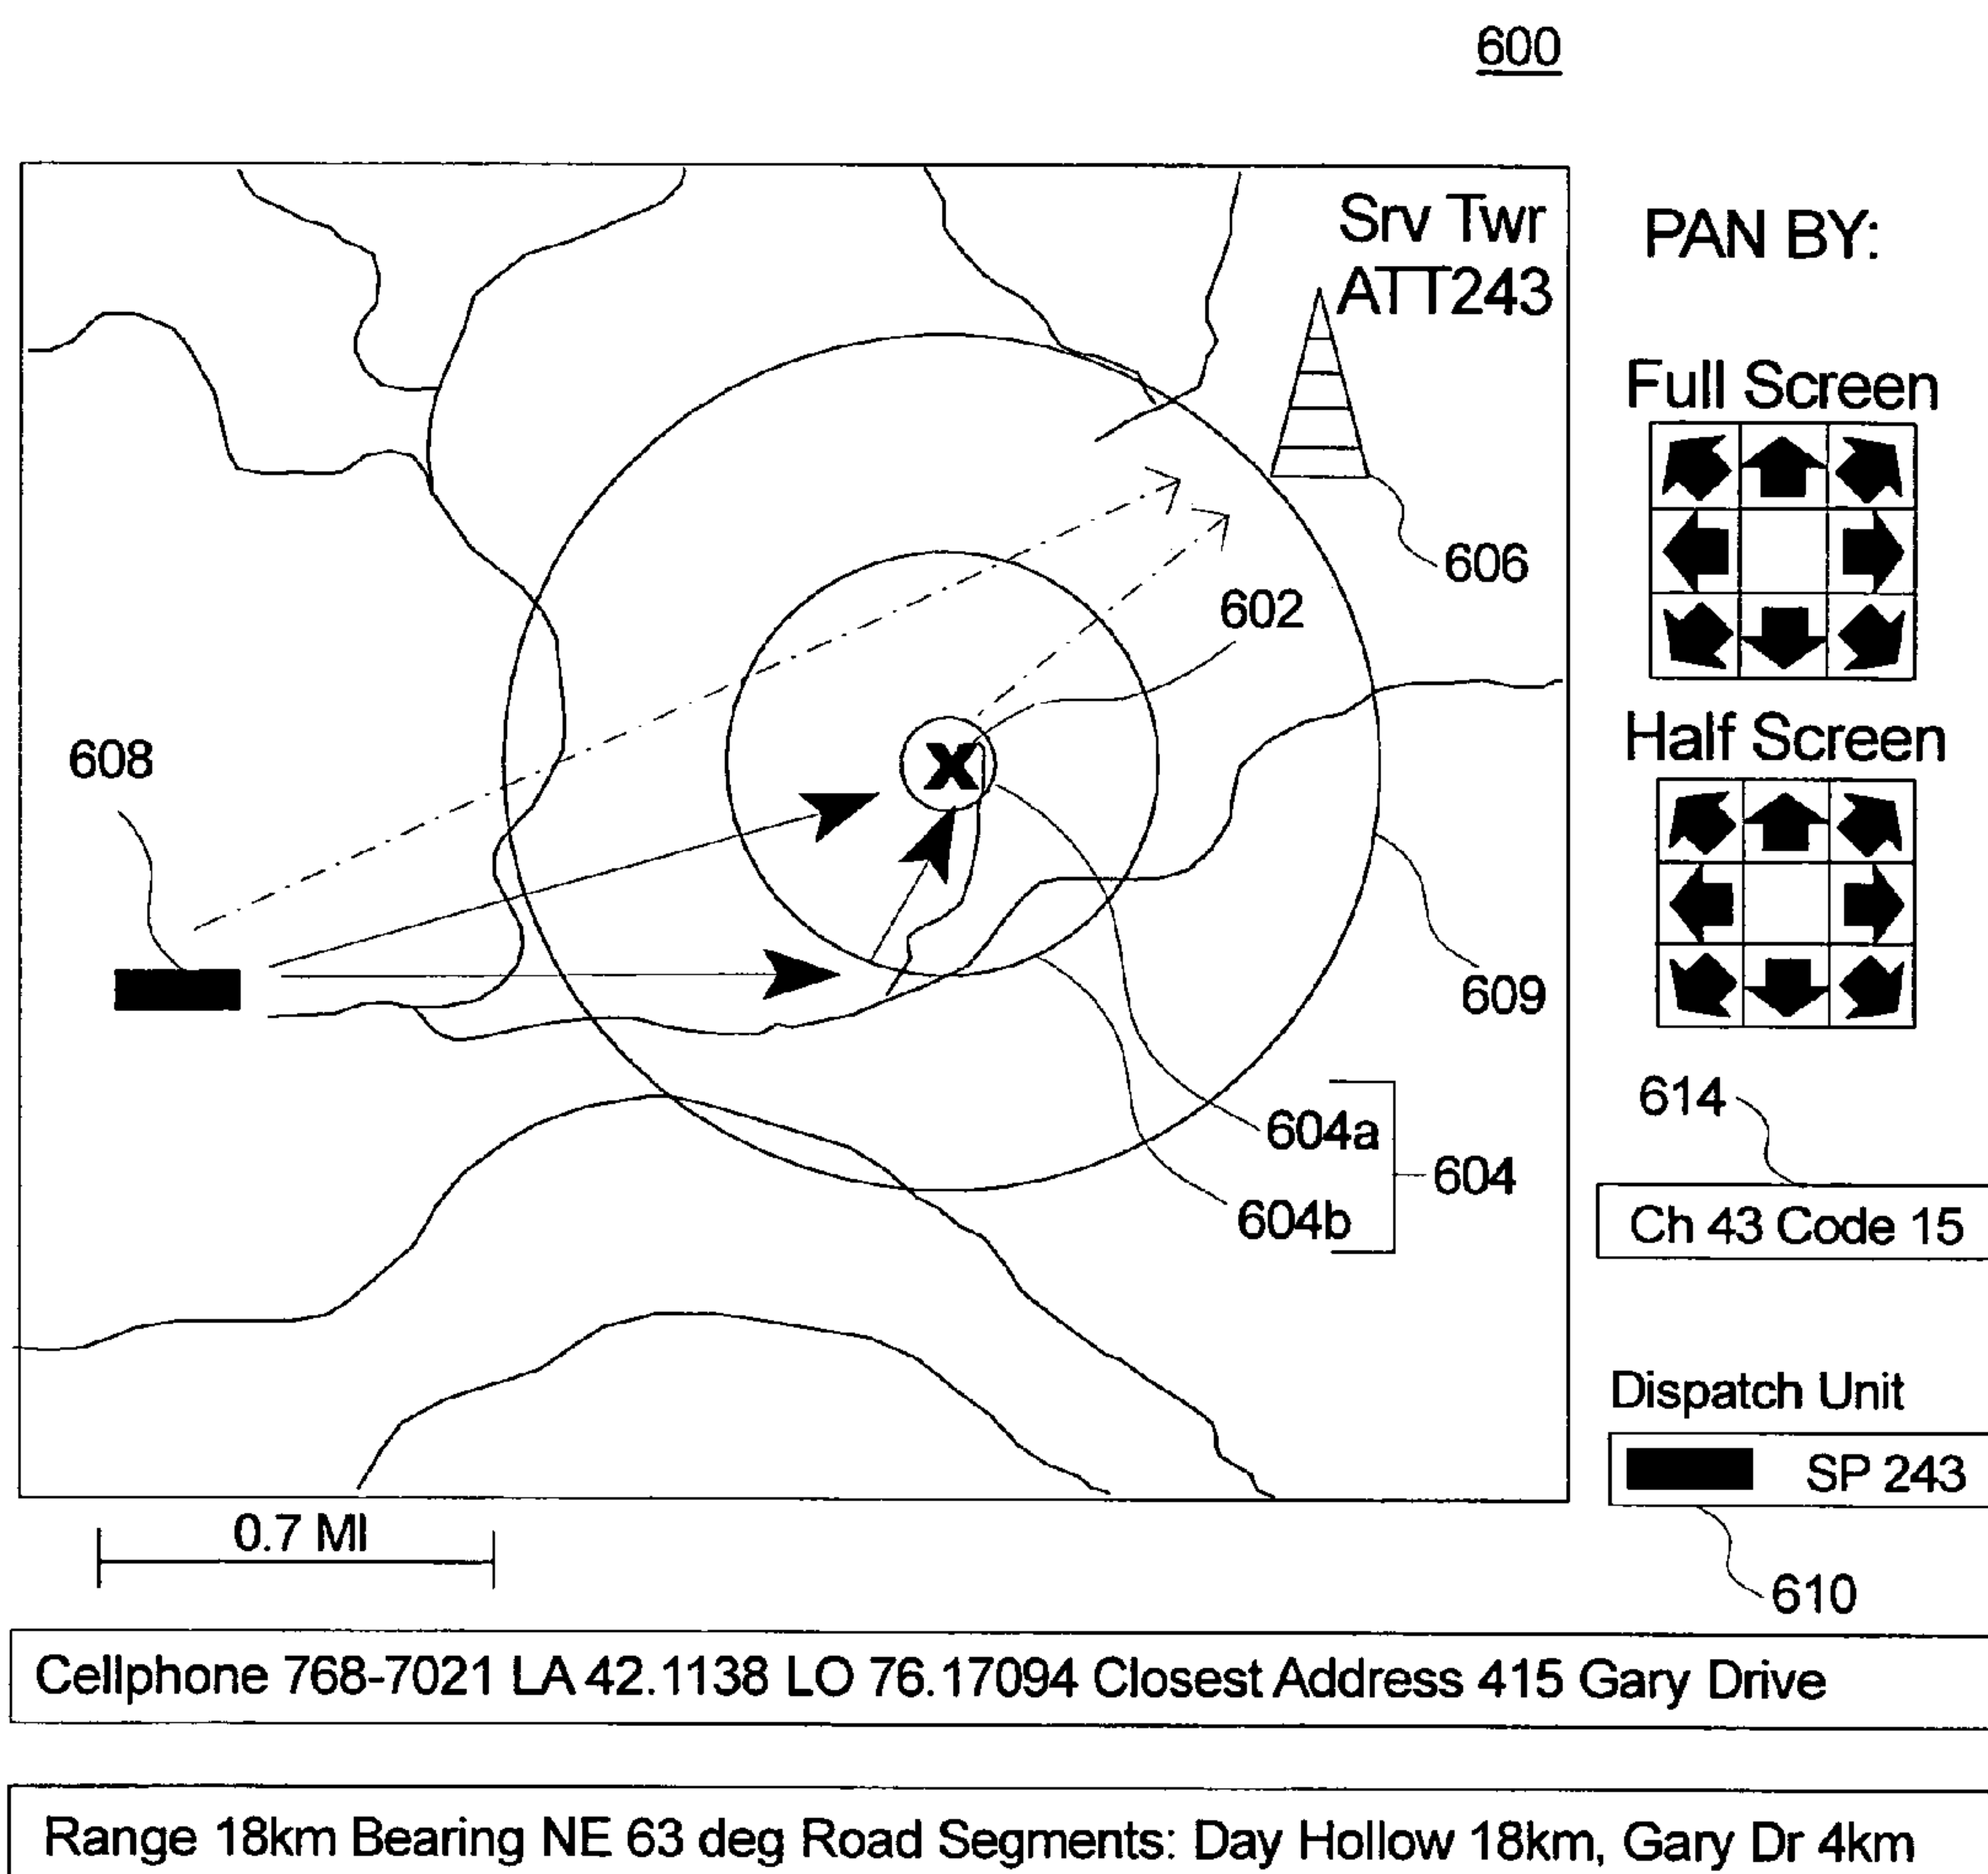 600
Srv Twr
ATT243
PAN BY:
Full Screen
606
602
608
X
Half Screen
609
604a
604
604b
614
Ch 43 Code 15
Dispatch Unit
SP 243
610
0.7 MI
Cellphone 768-7021 LA 42.1138 LO 76.17094 Closest Address 415 Gary Drive
Range 18km Bearing NE 63 deg Road Segments: Day Hollow 18km, Gary Dr 4km